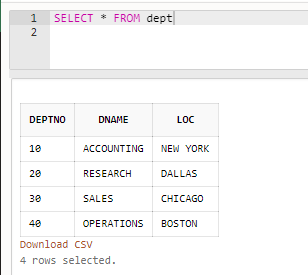 1 SELECT * FROM dept
2
DEPTNO DNAME LOC
10 ACCOUNTING NEW YORK
20 RESEARCH DALLAS
30 SALES CHICAGO
40 OPERATIONS BOSTON
Download CSV
4 rows selected.